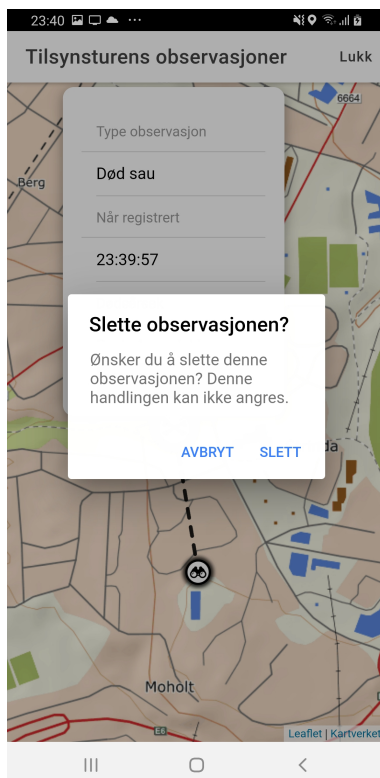 23:40
Tilsynsturens observasjoner Lukk
6664
Type observasjon
Berg
Død sau
Når registrert
23:39:57
Slette observasjonen?
Ønsker du å slette denne
observasjonen? Denne
handlingen kan ikke angres.
da
AVBRYT SLETT
Moholt
E6
Leaflet | Kartverket